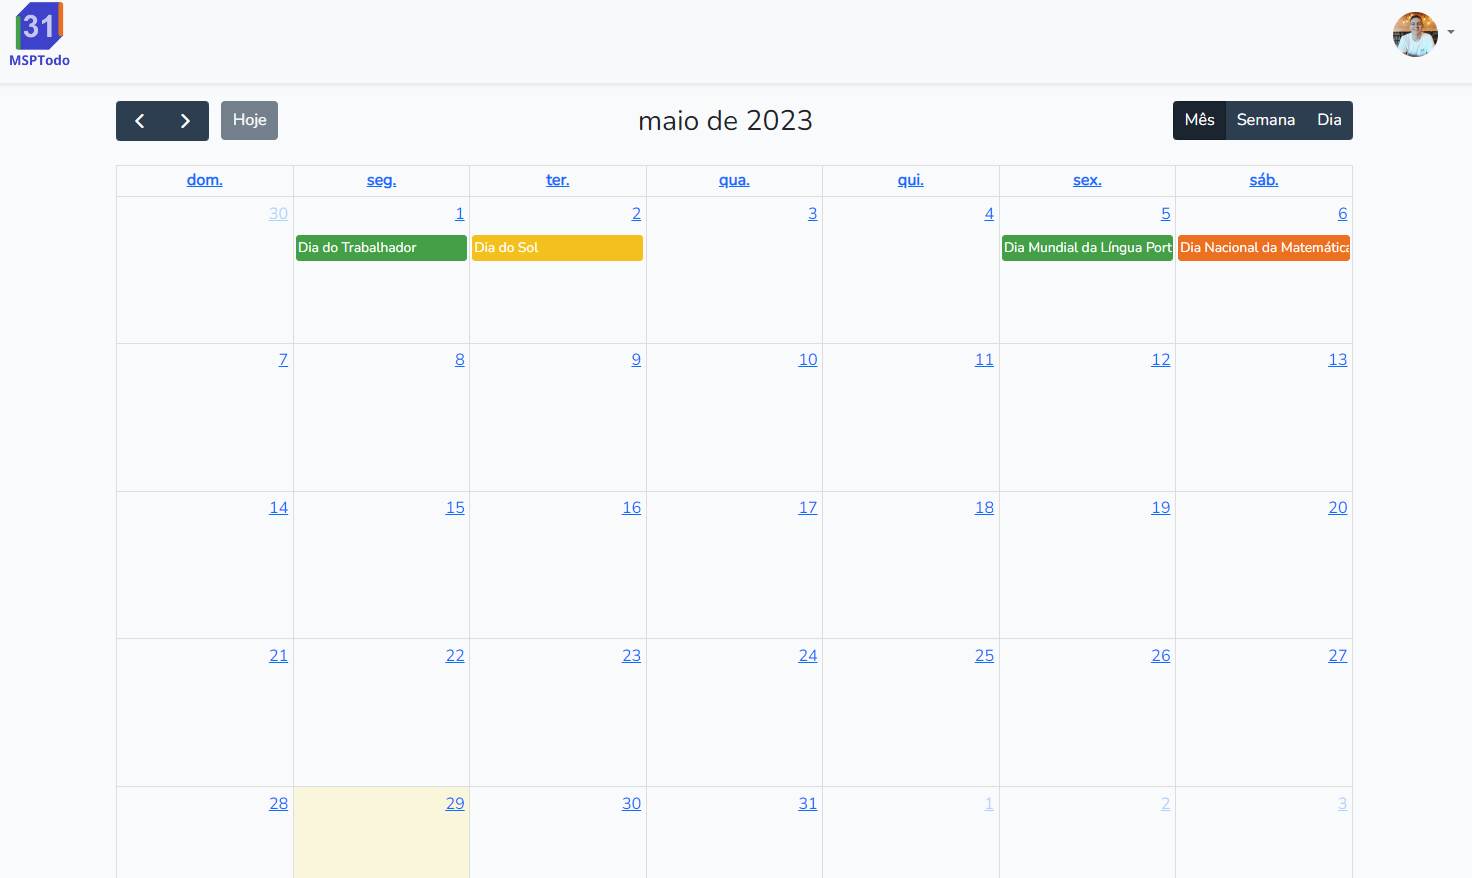 31
MSPTodo
Hoje
maio de 2023
Mês Semana Dia
dom. seg. ter. qua. qui. sex. sáb.
30 1 2 3 4 5 6
Dia do Trabalhador Dia do Sol Dia Mundial da Língua Port Dia Nacional da Matemática
7 8 9 10 11 12 13
14 15 16 17 18 19 20
21 22 23 24 25 26 27
28 29 30 31 1 2 3